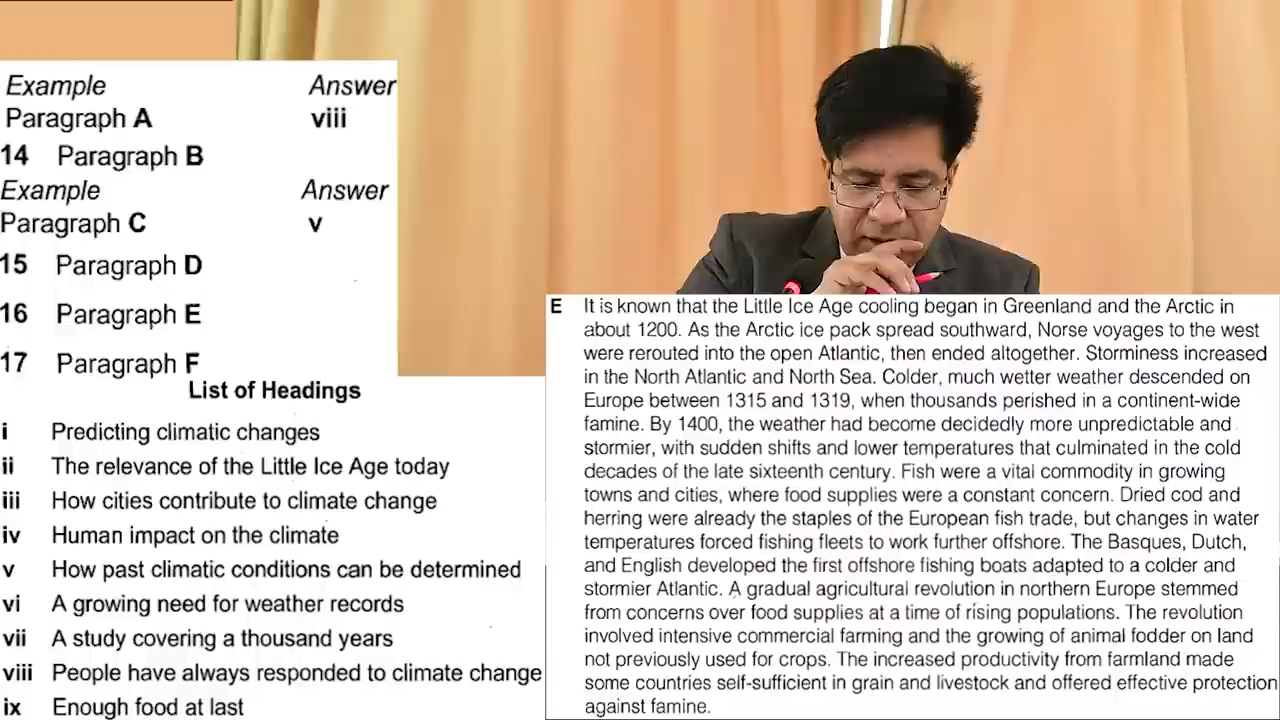 Example Answer
Paragraph A viii
14 Paragraph B
Example Answer
Paragraph C v
15 Paragraph D
16 Paragraph E
17 Paragraph F
List of Headings
i Predicting climatic changes
ii The relevance of the Little Ice Age today
iii How cities contribute to climate change
iv Human impact on the climate
v How past climatic conditions can be determined
vi A growing need for weather records
vii A study covering a thousand years
viii People have always responded to climate change
ix Enough food at last
E It is known that the Little Ice Age cooling began in Greenland and the Arctic in
about 1200. As the Arctic ice pack spread southward, Norse voyages to the west
were rerouted into the open Atlantic, then ended altogether. Storminess increased
in the North Atlantic and North Sea. Colder, much wetter weather descended on
Europe between 1315 and 1319, when thousands perished in a continent-wide
famine. By 1400, the weather had become decidedly more unpredictable and
stormier, with sudden shifts and lower temperatures that culminated in the cold
decades of the late sixteenth century. Fish were a vital commodity in growing
towns and cities, where food supplies were a constant concern. Dried cod and
herring were already the staples of the European fish trade, but changes in water
temperatures forced fishing fleets to work further offshore. The Basques, Dutch,
and English developed the first offshore fishing boats adapted to a colder and
stormier Atlantic. A gradual agricultural revolution in northern Europe stemmed
from concerns over food supplies at a time of rising populations. The revolution
involved intensive commercial farming and the growing of animal fodder on land
not previously used for crops. The increased productivity from farmland made
some countries self-sufficient in grain and livestock and offered effective protection
against famine.